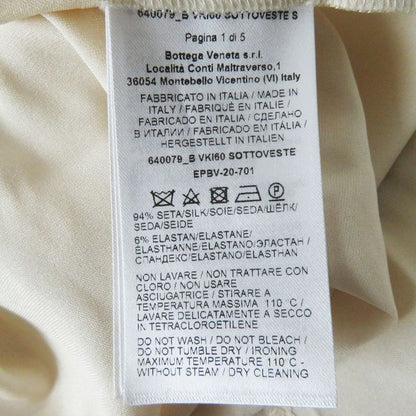 640079_B VKI60 SOTTOVESTE S
Pagina 1 di 5
Bottega Veneta s.r.l.
Località Conti Maltraverso,1
36054 Montebello Vicentino (VI) Italy
FABBRICATO IN ITALIA / MADE IN
ITALY / FABRIQUÉ EN ITALIE /
FABRICADO EN ITALIA / СДЕЛАНО
В ИТАЛИИ / FABRICADO EM ITÁLIA /
HERGESTELLT IN ITALIEN
640079_B VKI60 SOTTOVESTE
EPBV-20-701
94% SETA/SILK/SOIE/SEDA/ШЁЛК/
SEDA/SEIDE
6% ELASTAN/ELASTANE/
ÉLASTHANNE/ELASTANO/ЭЛАСТАН /
СПАНДЕКС/ELASTANO/ELASTHAN
NON LAVARE / NON TRATTARE CON
CLORO / NON USARE
ASCIUGATRICE / STIRARE A
TEMPERATURA MASSIMA 110 °C/
LAVARE DELICATAMENTE A SECCO
IN TETRACLOROETILENE
DO NOT WASH / DO NOT BLEACH /
DO NOT TUMBLE DRY / IRONING
MAXIMUM TEMPERATURE 110°C -
WITHOUT STEAM / DRY CLEANING